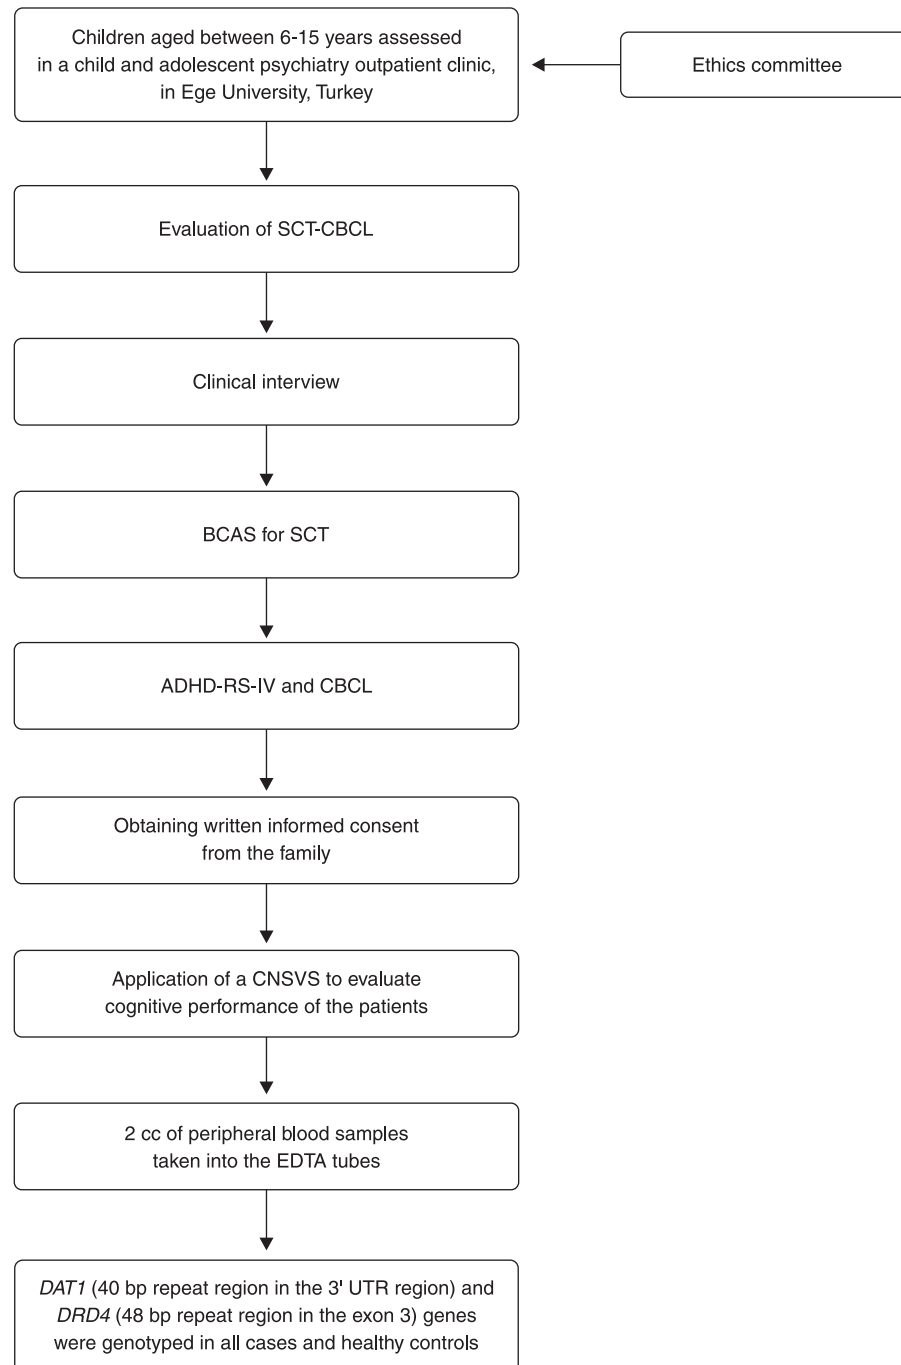 Children aged between 6-15 years assessed
in a child and adolescent psychiatry outpatient clinic,
in Ege University, Turkey
Ethics committee
Evaluation of SCT-CBCL
Clinical interview
BCAS for SCT
ADHD-RS-IV and CBCL
Obtaining written informed consent
from the family
Application of a CNSVS to evaluate
cognitive performance of the patients
2 cc of peripheral blood samples
taken into the EDTA tubes
DAT1 (40 bp repeat region in the 3' UTR region) and
DRD4 (48 bp repeat region in the exon 3) genes
were genotyped in all cases and healthy controls